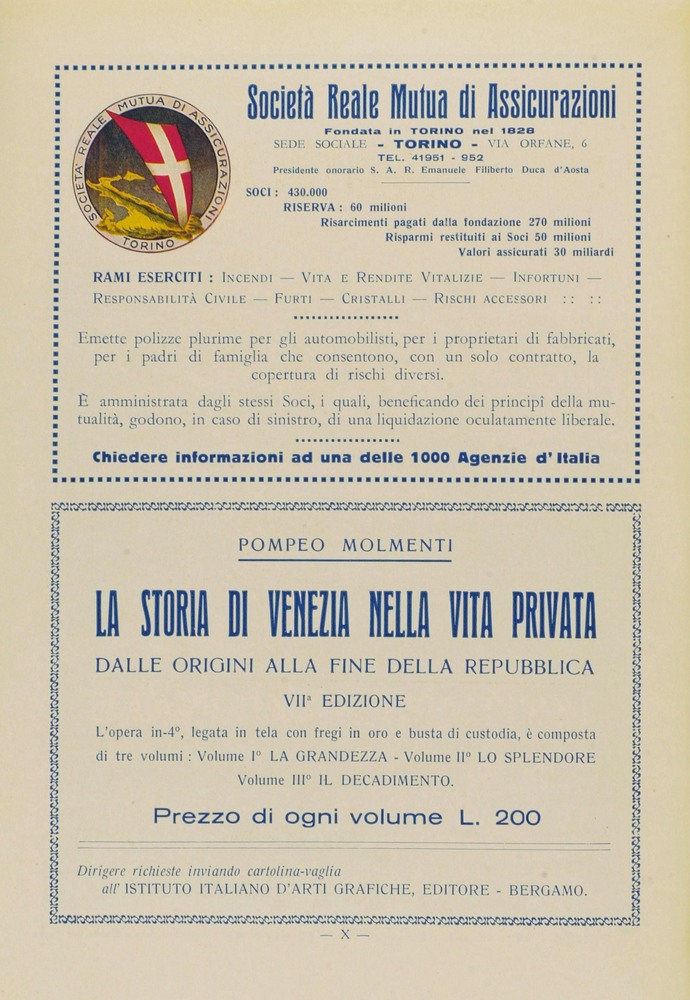 SOCIETÀ REALE MUTUA DI ASSICURAZIONI
TORINO
Società Reale Mutua di Assicurazioni
Fondata in TORINO nel 1828
SEDE SOCIALE - TORINO - VIA ORFANE, 6
TEL. 41951 - 952
Presidente onorario S. A. R. Emanuele Filiberto Duca d'Aosta
SOCI : 430.000
RISERVA : 60 milioni
Risarcimenti pagati dalla fondazione 270 milioni
Risparmi restituiti ai Soci 50 milioni
Valori assicurati 30 miliardi
RAMI ESERCITI : INCENDI — VITA E RENDITE VITALIZIE — INFORTUNI —
RESPONSABILITÀ CIVILE — FURTI — CRISTALLI — RISCHI ACCESSORI :: ::
Emette polizze plurime per gli automobilisti, per i proprietari di fabbricati,
per i padri di famiglia che consentono, con un solo contratto, la
copertura di rischi diversi.
È amministrata dagli stessi Soci, i quali, beneficando dei principî della mu-
tualità, godono, in caso di sinistro, di una liquidazione oculatamente liberale.
Chiedere informazioni ad una delle 1000 Agenzie d'Italia
POMPEO MOLMENTI
LA STORIA DI VENEZIA NELLA VITA PRIVATA
DALLE ORIGINI ALLA FINE DELLA REPUBBLICA
VIIª EDIZIONE
L'opera in-4°, legata in tela con fregi in oro e busta di custodia, è composta
di tre volumi : Volume I° LA GRANDEZZA - Volume II° LO SPLENDORE
Volume III° IL DECADIMENTO.
Prezzo di ogni volume L. 200
Dirigere richieste inviando cartolina-vaglia
all' ISTITUTO ITALIANO D'ARTI GRAFICHE, EDITORE - BERGAMO.
— X —